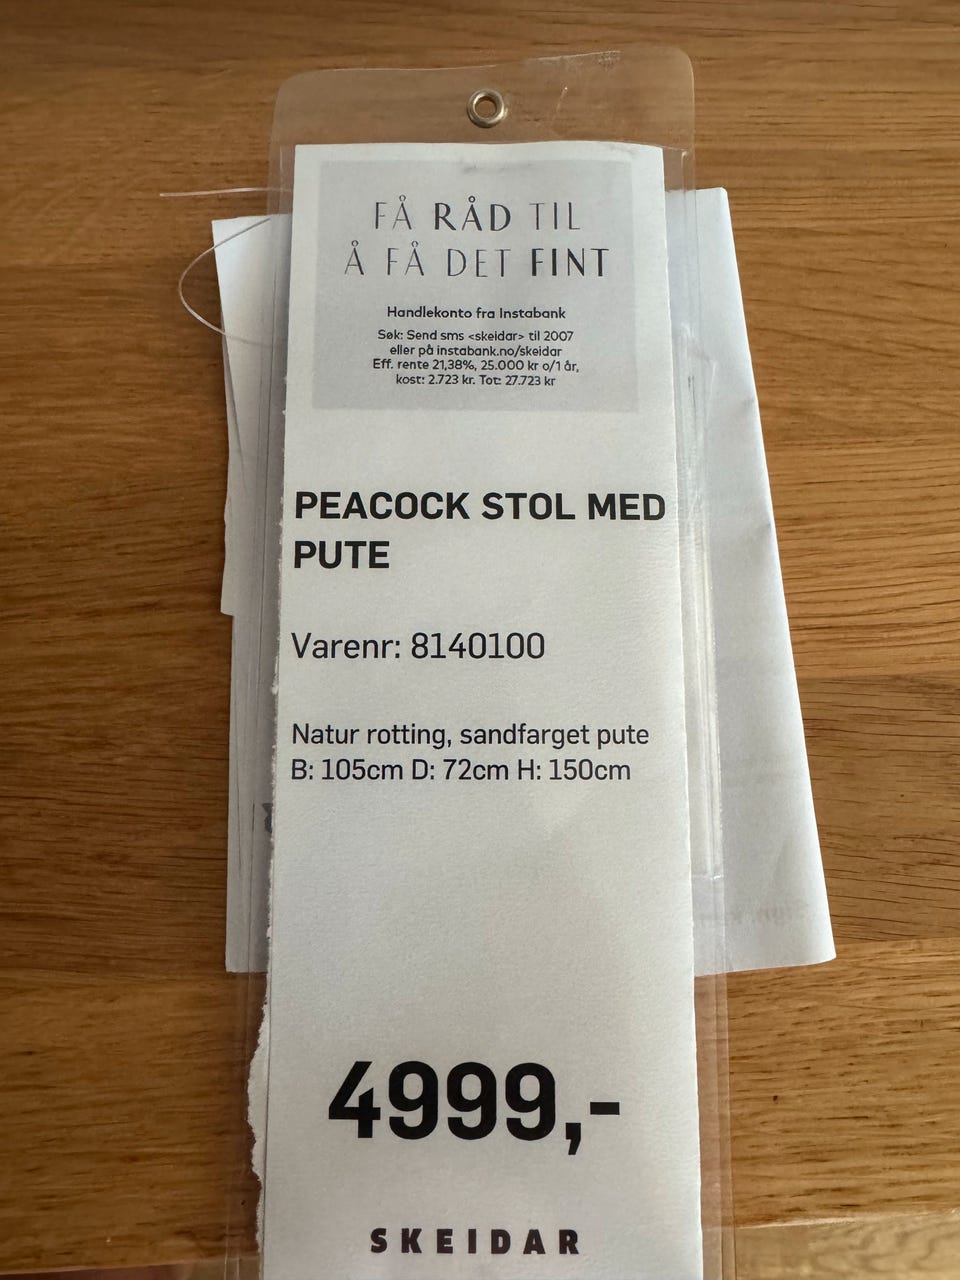 FÅ RÅD TIL
Å FÅ DET FINT
Handlekonto fra Instabank
Søk: Send sms <skeidar> til 2007
eller på instabank.no/skeidar
Eff. rente 21,38%, 25.000 kr o/1 år,
kost: 2.723 kr. Tot: 27.723 kr
PEACOCK STOL MED
PUTE
Varenr: 8140100
Natur rotting, sandfarget pute
B: 105cm D: 72cm H: 150cm
4999,-
SKEIDAR